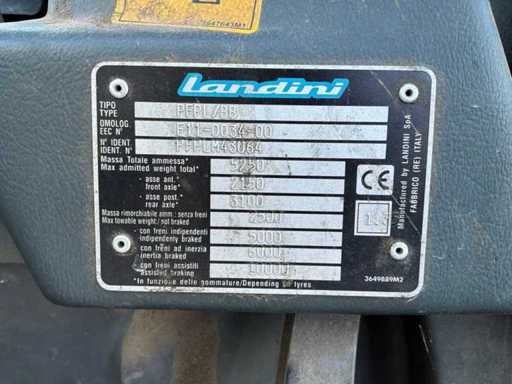 3647643M1
Landini
TIPO
TYPE
OMOLOG.
EEC N° E11-0034-00
N° IDENT.
IDENT. N°
Massa Totale ammessa*
Max admitted weight total* 5250
- asse ant.*
front axle* 2150
- asse post.*
rear axle* 3100
Massa rimorchiabile amm.: senza freni
Max towable weight: not braked 2500
- con freni indipendenti
indipendenty braked 5000
- con freni ad inerzia
inertia braked 6000
- con freni assistiti
assisted braking
*In funzione delle gommature/Depending on tyres
CE
Manufactured by LANDINI SpA
FABBRICO (RE) ITALY
3649889M2